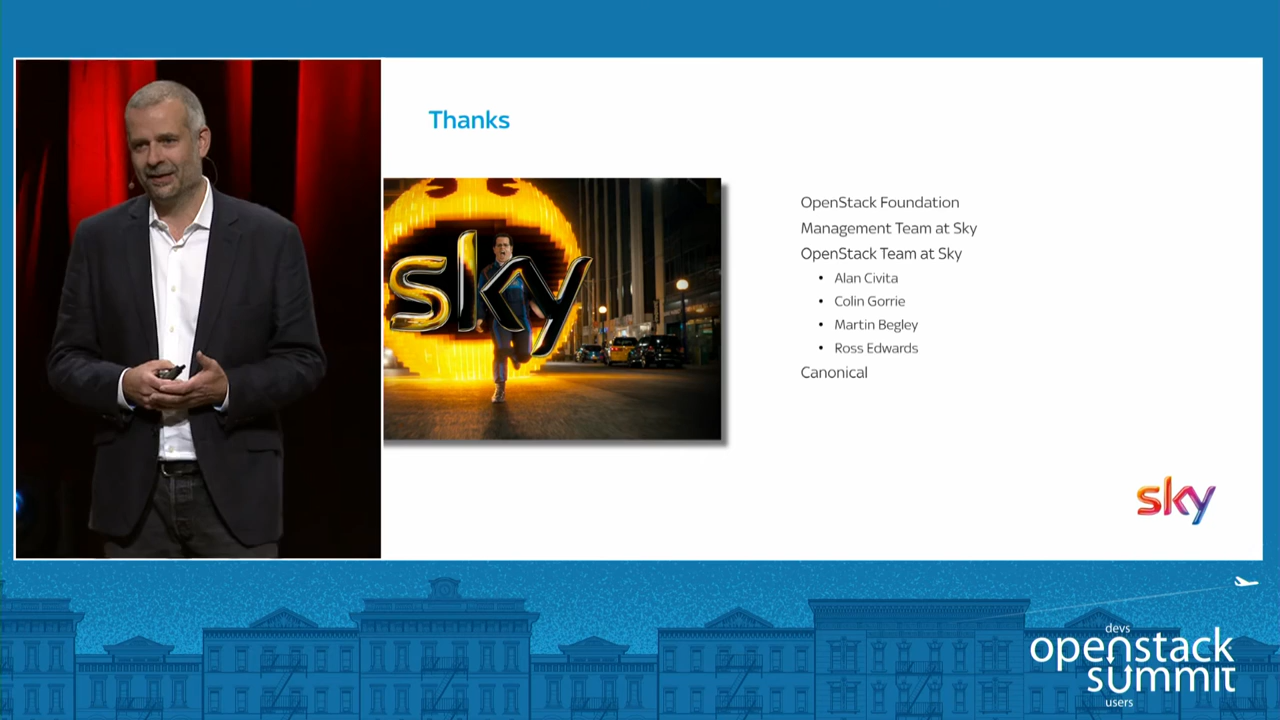 Thanks
sky
OpenStack Foundation
Management Team at Sky
OpenStack Team at Sky
• Alan Civita
• Colin Gorrie
• Martin Begley
• Ross Edwards
Canonical
sky
devs
openstack
summit
users